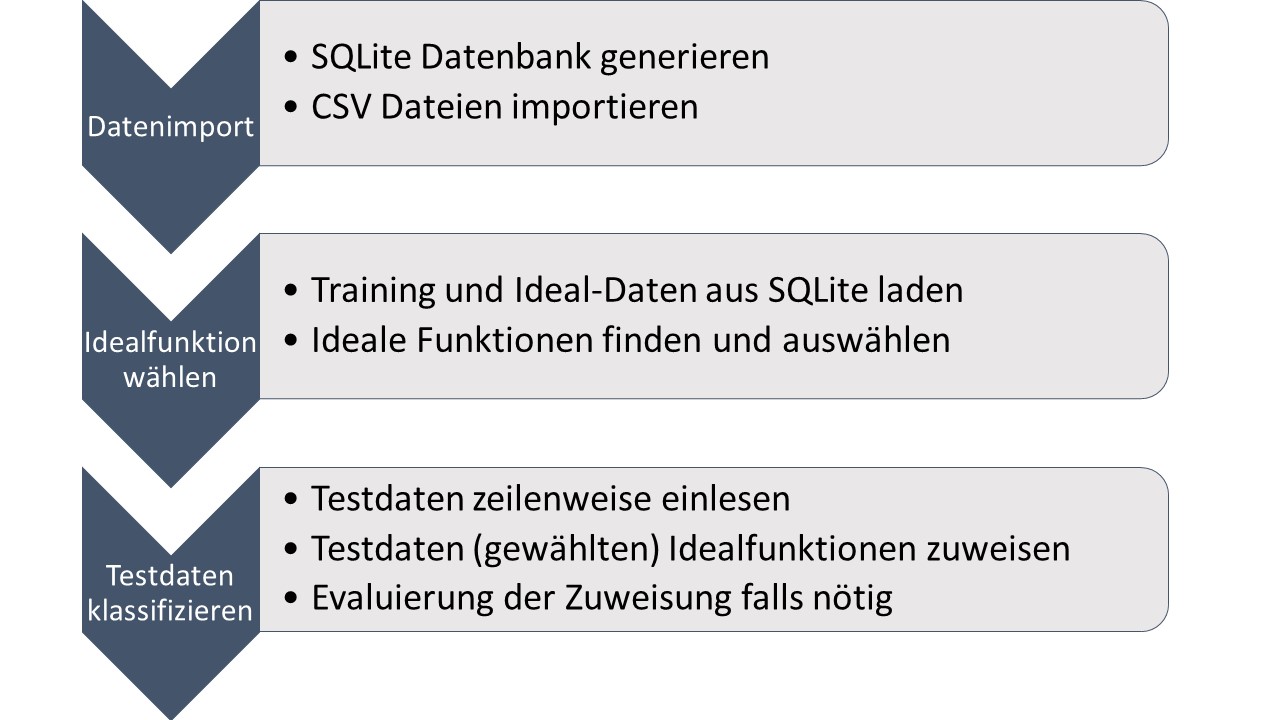 Datenimport
• SQLite Datenbank generieren
• CSV Dateien importieren
Idealfunktion
wählen
• Training und Ideal-Daten aus SQLite laden
• Ideale Funktionen finden und auswählen
Testdaten
klassifizieren
• Testdaten zeilenweise einlesen
• Testdaten (gewählten) Idealfunktionen zuweisen
• Evaluierung der Zuweisung falls nötig